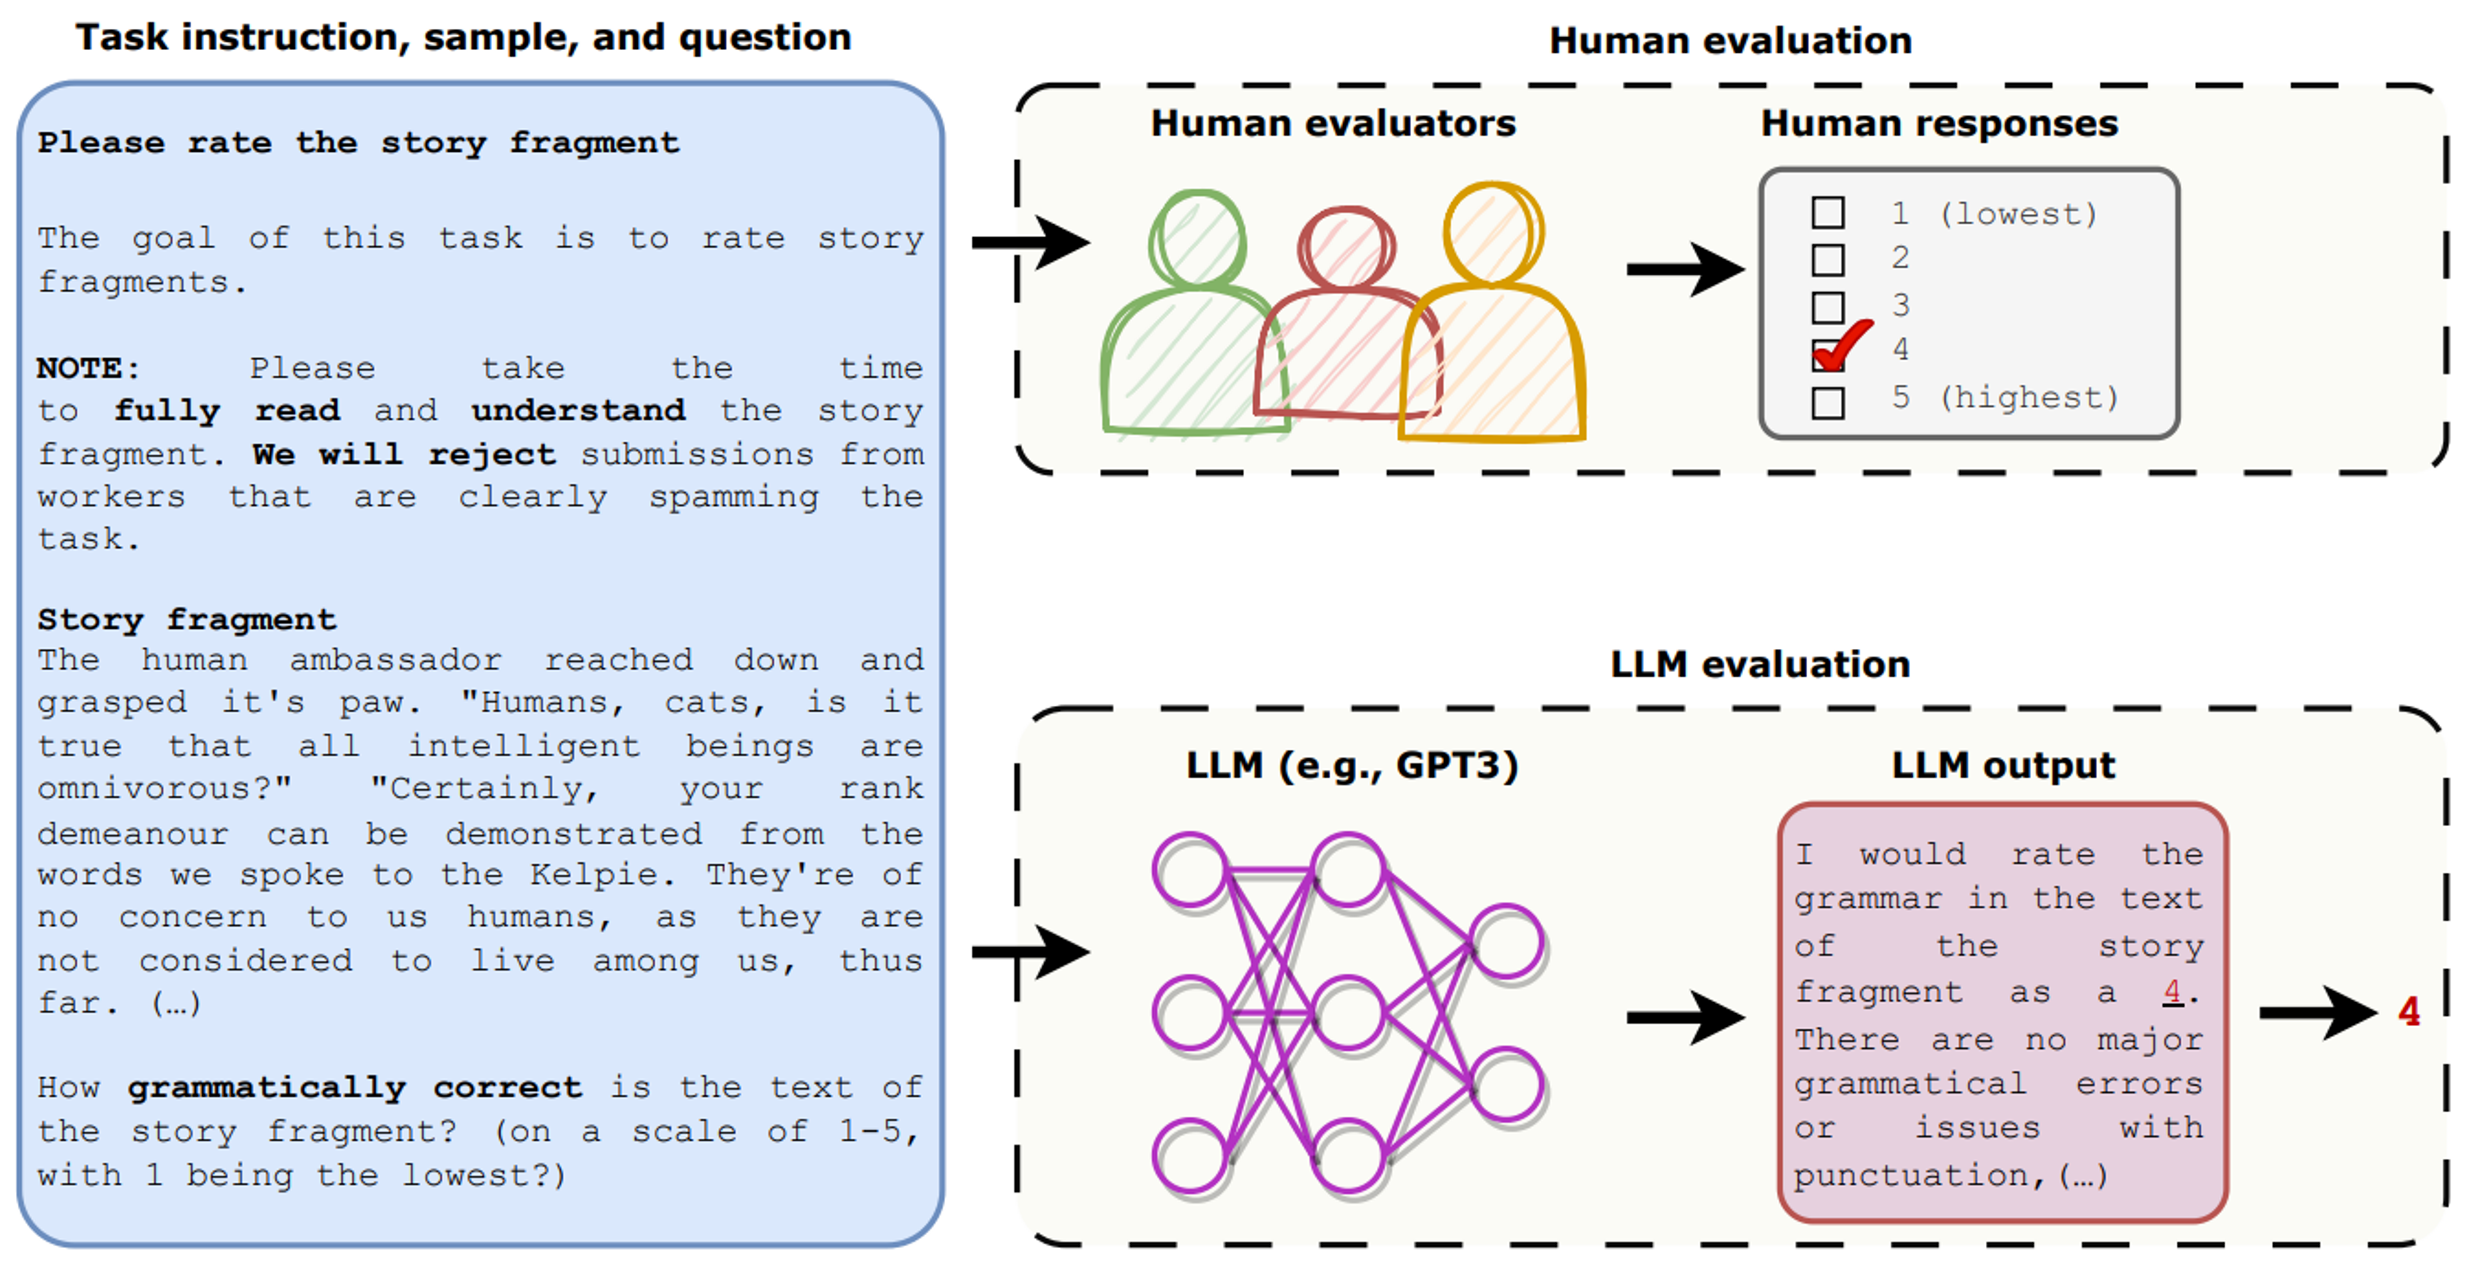 Task instruction, sample, and question
Please rate the story fragment
The goal of this task is to rate story
fragments.
NOTE: Please take the time
to fully read and understand the story
fragment. We will reject submissions from
workers that are clearly spamming the
task.
Story fragment
The human ambassador reached down and
grasped it's paw. "Humans, cats, is it
true that all intelligent beings are
omnivorous?" "Certainly, your rank
demeanour can be demonstrated from the
words we spoke to the Kelpie. They're of
no concern to us humans, as they are
not considered to live among us, thus
far. (…)
How grammatically correct is the text of
the story fragment? (on a scale of 1-5,
with 1 being the lowest?)
Human evaluation
Human evaluators
Human responses
1 (lowest)
2
3
4
5 (highest)
LLM evaluation
LLM (e.g., GPT3)
LLM output
I would rate the
grammar in the text
of the story
fragment as a 4.
There are no major
grammatical errors
or issues with
punctuation,(…)
4